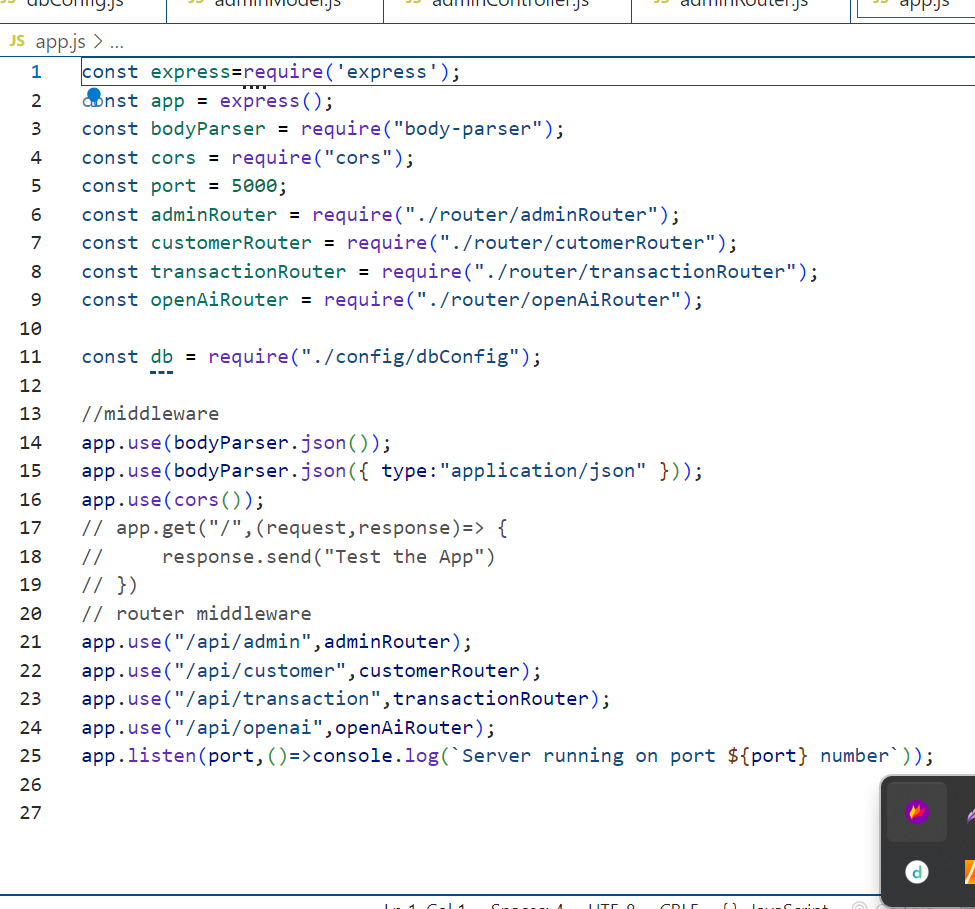 dbConfig.js adminModel.js adminController.js adminRouter.js app.js
JS app.js > ...
1 const express=require('express');
2 const app = express();
3 const bodyParser = require("body-parser");
4 const cors = require("cors");
5 const port = 5000;
6 const adminRouter = require("./router/adminRouter");
7 const customerRouter = require("./router/cutomerRouter");
8 const transactionRouter = require("./router/transactionRouter");
9 const openAiRouter = require("./router/openAiRouter");
10
11 const db = require("./config/dbConfig");
12
13 //middleware
14 app.use(bodyParser.json());
15 app.use(bodyParser.json({ type:"application/json" }));
16 app.use(cors());
17 // app.get("/",(request,response)=> {
18 //     response.send("Test the App")
19 // })
20 // router middleware
21 app.use("/api/admin",adminRouter);
22 app.use("/api/customer",customerRouter);
23 app.use("/api/transaction",transactionRouter);
24 app.use("/api/openai",openAiRouter);
25 app.listen(port,()=>console.log(`Server running on port ${port} number`));
26
27
d
Ln 1, Col 1 Spaces: 4 UTF-8 CRLF {} JavaScript